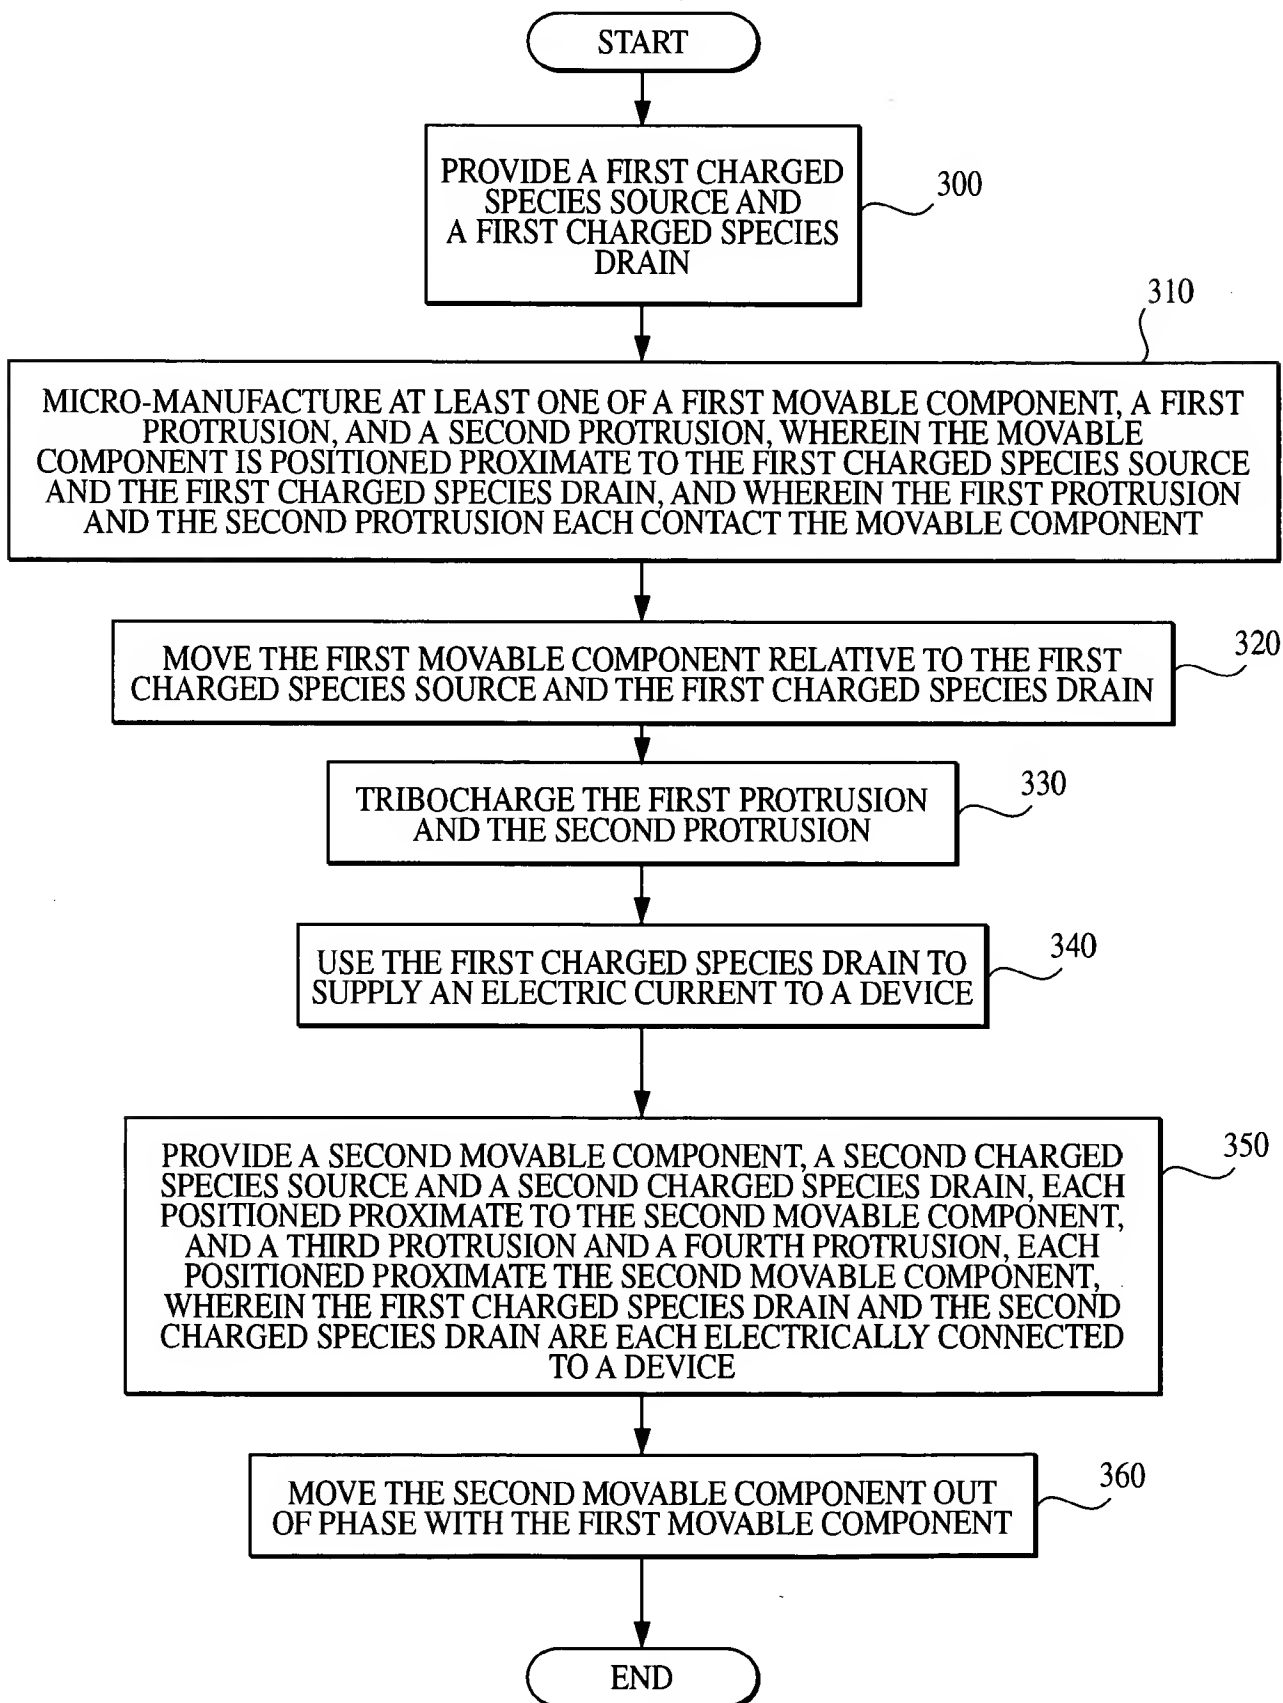 START
PROVIDE A FIRST CHARGED
SPECIES SOURCE AND
A FIRST CHARGED SPECIES
DRAIN
300
310
MICRO-MANUFACTURE AT LEAST ONE OF A FIRST MOVABLE COMPONENT, A FIRST
PROTRUSION, AND A SECOND PROTRUSION, WHEREIN THE MOVABLE
COMPONENT IS POSITIONED PROXIMATE TO THE FIRST CHARGED SPECIES SOURCE
AND THE FIRST CHARGED SPECIES DRAIN, AND WHEREIN THE FIRST PROTRUSION
AND THE SECOND PROTRUSION EACH CONTACT THE MOVABLE COMPONENT
320
MOVE THE FIRST MOVABLE COMPONENT RELATIVE TO THE FIRST
CHARGED SPECIES SOURCE AND THE FIRST CHARGED SPECIES DRAIN
330
TRIBOCHARGE THE FIRST PROTRUSION
AND THE SECOND PROTRUSION
340
USE THE FIRST CHARGED SPECIES DRAIN TO
SUPPLY AN ELECTRIC CURRENT TO A DEVICE
350
PROVIDE A SECOND MOVABLE COMPONENT, A SECOND CHARGED
SPECIES SOURCE AND A SECOND CHARGED SPECIES DRAIN, EACH
POSITIONED PROXIMATE TO THE SECOND MOVABLE COMPONENT,
AND A THIRD PROTRUSION AND A FOURTH PROTRUSION, EACH
POSITIONED PROXIMATE THE SECOND MOVABLE COMPONENT,
WHEREIN THE FIRST CHARGED SPECIES DRAIN AND THE SECOND
CHARGED SPECIES DRAIN ARE EACH ELECTRICALLY CONNECTED
TO A DEVICE
360
MOVE THE SECOND MOVABLE COMPONENT OUT
OF PHASE WITH THE FIRST MOVABLE COMPONENT
END